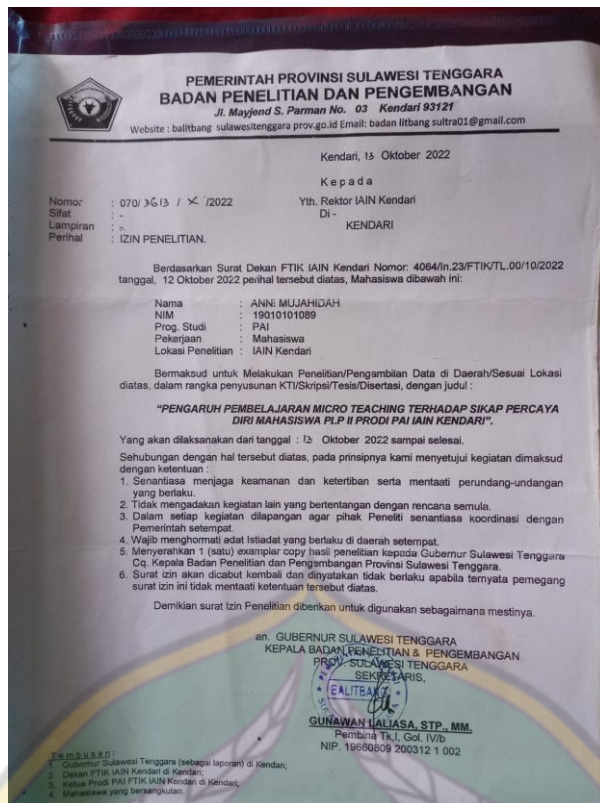 PEMERINTAH PROVINSI SULAWESI TENGGARA
BADAN PENELITIAN DAN PENGEMBANGAN
Jl. Mayjend S. Parman No. 03 Kendari 93121
Website : balitbang sulawesitenggara prov.go.id Email: badan litbang sultra01@gmail.com
Kendari, 13 Oktober 2022
K e p a d a
Nomor : 070/ 3613 / X /2022 Yth. Rektor IAIN Kendari
Sifat : - Di -
Lampiran : -. KENDARI
Perihal : IZIN PENELITIAN.
Berdasarkan Surat Dekan FTIK IAIN Kendari Nomor: 4064/In.23/FTIK/TL.00/10/2022
tanggal, 12 Oktober 2022 perihal tersebut diatas, Mahasiswa dibawah ini:
Nama : ANNI MUJAHIDAH
NIM : 19010101089
Prog. Studi : PAI
Pekerjaan : Mahasiswa
Lokasi Penelitian : IAIN Kendari
Bermaksud untuk Melakukan Penelitian/Pengambilan Data di Daerah/Sesuai Lokasi
diatas, dalam rangka penyusunan KTI/Skripsi/Tesis/Disertasi, dengan judul :
"PENGARUH PEMBELAJARAN MICRO TEACHING TERHADAP SIKAP PERCAYA
DIRI MAHASISWA PLP II PRODI PAI IAIN KENDARI".
Yang akan dilaksanakan dari tanggal : 13 Oktober 2022 sampai selesai.
Sehubungan dengan hal tersebut diatas, pada prinsipnya kami menyetujui kegiatan dimaksud
dengan ketentuan :
1. Senantiasa menjaga keamanan dan ketertiban serta mentaati perundang-undangan
yang berlaku.
2. Tidak mengadakan kegiatan lain yang bertentangan dengan rencana semula.
3. Dalam setiap kegiatan dilapangan agar pihak Peneliti senantiasa koordinasi dengan
Pemerintah setempat.
4. Wajib menghormati adat Istiadat yang berlaku di daerah setempat.
5. Menyerahkan 1 (satu) examplar copy hasil penelitian kepada Gubernur Sulawesi Tenggara
Cq. Kepala Badan Penelitian dan Pengembangan Provinsi Sulawesi Tenggara.
6. Surat izin akan dicabut kembali dan dinyatakan tidak berlaku apabila ternyata pemegang
surat izin ini tidak mentaati ketentuan tersebut diatas.
Demikian surat Izin Penelitian diberikan untuk digunakan sebagaimana mestinya.
an. GUBERNUR SULAWESI TENGGARA
KEPALA BADAN PENELITIAN & PENGEMBANGAN
PROV. SULAWESI TENGGARA
SEKRETARIS,
BALITBANG
GUNAWAN LALIASA, STP., MM.
Pembina Tk,I, Gol. IV/b
NIP. 19660809 200312 1 002
Tembusan:
1. Gubernur Sulawesi Tenggara (sebagai laporan) di Kendari;
2. Dekan FTIK IAIN Kendari di Kendari;
3. Ketua Prodi PAI FTIK IAIN Kendari di Kendari;
4. Mahasiswa yang bersangkutan.